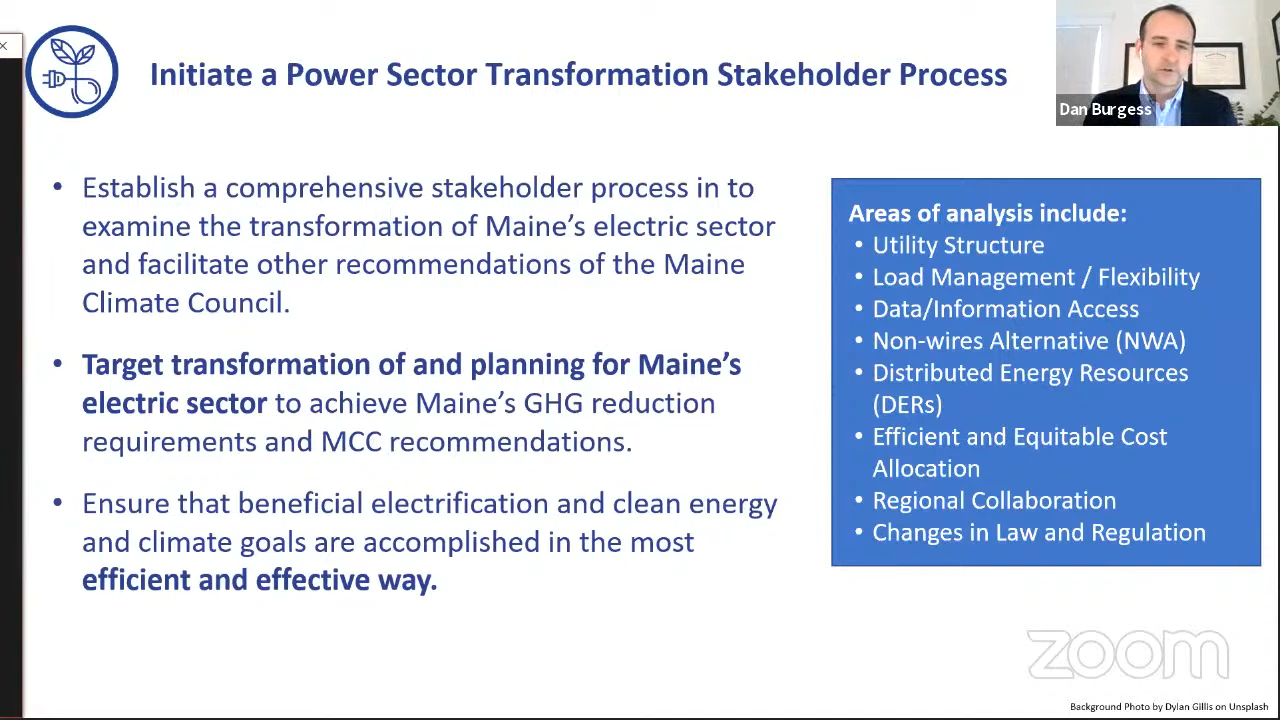 Initiate a Power Sector Transformation Stakeholder Process
Dan Burgess
• Establish a comprehensive stakeholder process in to
examine the transformation of Maine’s electric sector
and facilitate other recommendations of the Maine
Climate Council.
• Target transformation of and planning for Maine’s
electric sector to achieve Maine’s GHG reduction
requirements and MCC recommendations.
• Ensure that beneficial electrification and clean energy
and climate goals are accomplished in the most
efficient and effective way.
Areas of analysis include:
• Utility Structure
• Load Management / Flexibility
• Data/Information Access
• Non-wires Alternative (NWA)
• Distributed Energy Resources
(DERs)
• Efficient and Equitable Cost
Allocation
• Regional Collaboration
• Changes in Law and Regulation
zoom
Background Photo by Dylan Gillis on Unsplash